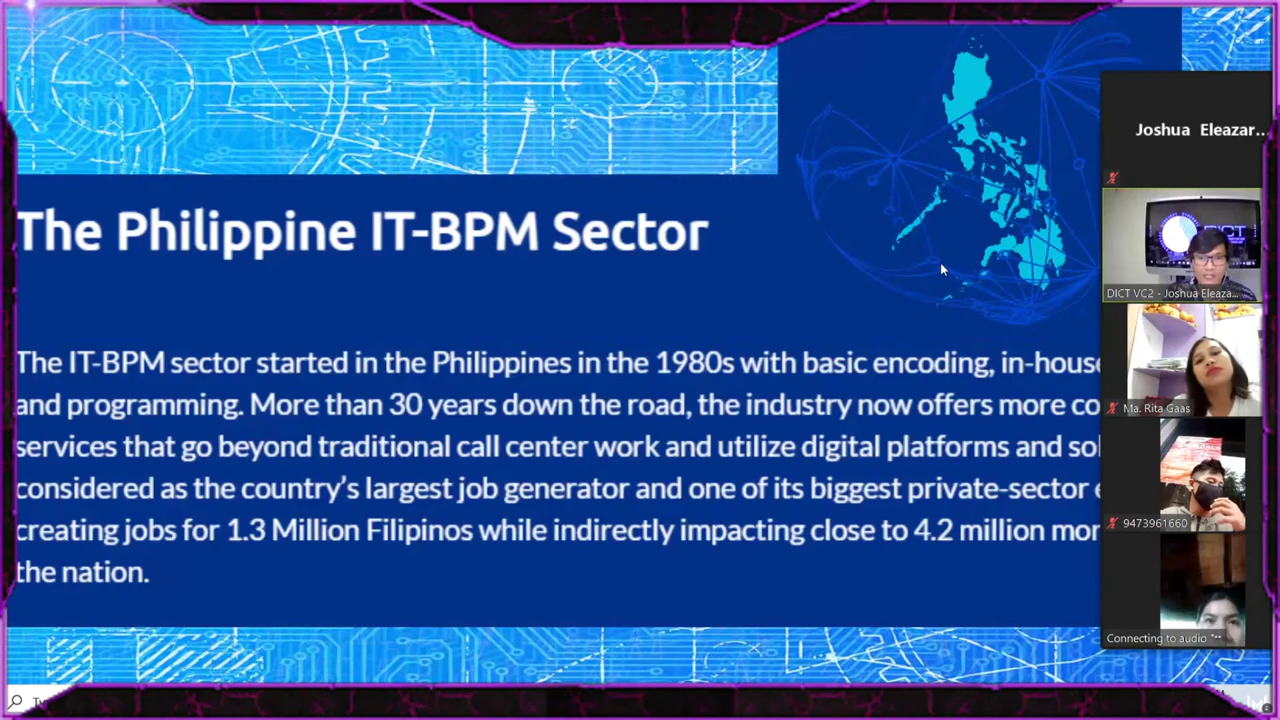 The Philippine IT-BPM Sector
The IT-BPM sector started in the Philippines in the 1980s with basic encoding, in-house
and programming. More than 30 years down the road, the industry now offers more co
services that go beyond traditional call center work and utilize digital platforms and sol
considered as the country's largest job generator and one of its biggest private-sector
creating jobs for 1.3 Million Filipinos while indirectly impacting close to 4.2 million mor
the nation.
Joshua Eleazar...
DICT
DICT VC2 - Joshua Eleaza...
Ma. Rita Gaas
9473961660
Connecting to audio